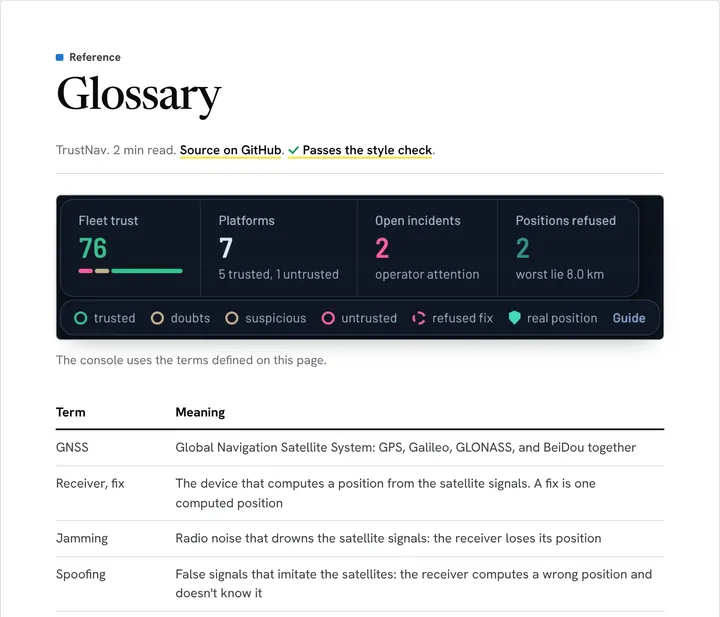 Reference
Glossary
TrustNav. 2 min read. Source on GitHub. ✓ Passes the style check.
Fleet trust
76
Platforms
7
5 trusted, 1 untrusted
Open incidents
2
operator attention
Positions refused
2
worst lie 8.0 km
trusted doubts suspicious untrusted refused fix real position Guide
The console uses the terms defined on this page.
Term Meaning
GNSS Global Navigation Satellite System: GPS, Galileo, GLONASS, and BeiDou together
Receiver, fix The device that computes a position from the satellite signals. A fix is one
computed position
Jamming Radio noise that drowns the satellite signals: the receiver loses its position
Spoofing False signals that imitate the satellites: the receiver computes a wrong position and
doesn't know it